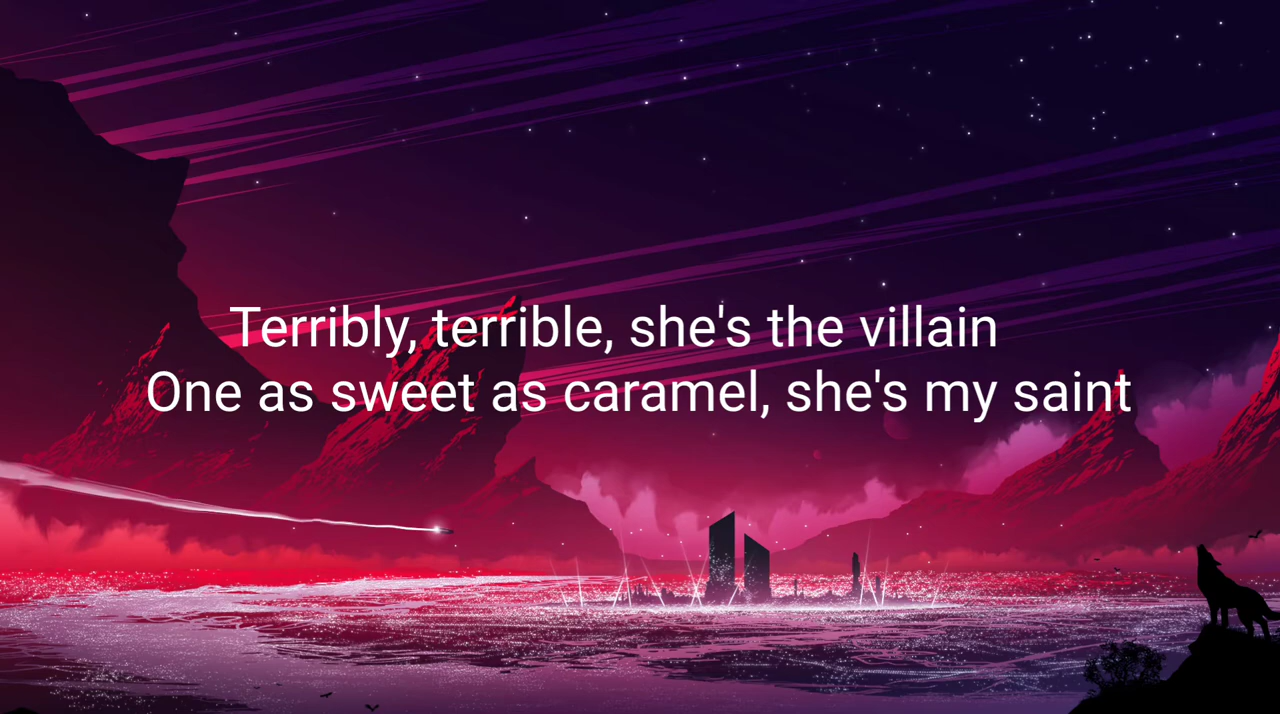 Terribly, terrible, she's the villain
One as sweet as caramel, she's my saint